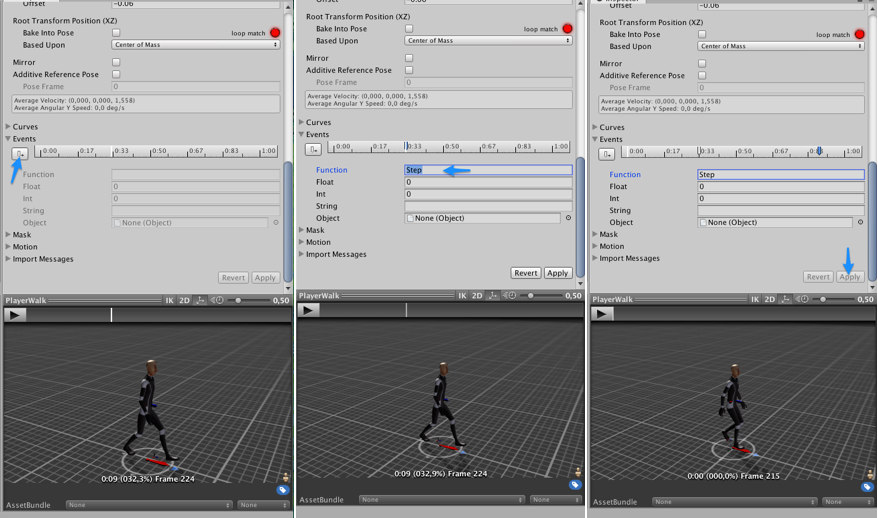 Offset -0.06
Root Transform Position (XZ)
Bake Into Pose loop match
Based Upon Center of Mass
Mirror
Additive Reference Pose
Pose Frame 0
Average Velocity: (0,000, 0,000, 1,558)
Average Angular Y Speed: 0,0 deg/s
Curves
Events
0:00 0:17 0:33 0:50 0:67 0:83 1:00
Function
Float 0
Int 0
String
Object None (Object)
Mask
Motion
Import Messages
Revert Apply
PlayerWalk IK 2D 0,50
0:09 (032,3%) Frame 224
AssetBundle None None
Root Transform Position (XZ)
Bake Into Pose loop match
Based Upon Center of Mass
Mirror
Additive Reference Pose
Pose Frame 0
Average Velocity: (0,000, 0,000, 1,558)
Average Angular Y Speed: 0,0 deg/s
Curves
Events
0:00 0:17 0:33 0:50 0:67 0:83 1:00
Function Step
Float 0
Int 0
String
Object None (Object)
Mask
Motion
Import Messages
Revert Apply
PlayerWalk IK 2D 0,50
0:09 (032,9%) Frame 224
AssetBundle None None
Offset -0.06
Root Transform Position (XZ)
Bake Into Pose loop match
Based Upon Center of Mass
Mirror
Additive Reference Pose
Pose Frame 0
Average Velocity: (0,000, 0,000, 1,558)
Average Angular Y Speed: 0,0 deg/s
Curves
Events
0:00 0:17 0:33 0:50 0:67 1:00
Function Step
Float 0
Int 0
String
Object None (Object)
Mask
Motion
Import Messages
Revert Apply
PlayerWalk IK 2D 0,50
0:00 (000,0%) Frame 215
AssetBundle None None